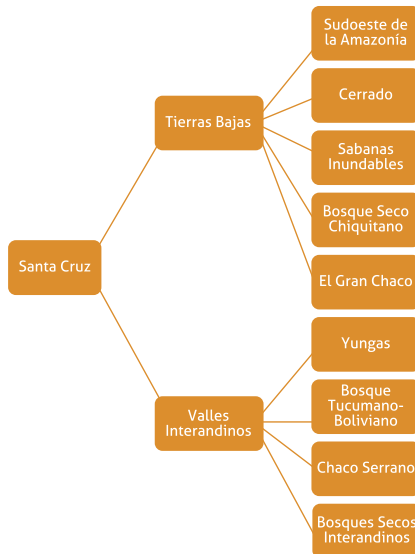 Sudoeste de
la Amazonía
Cerrado
Tierras Bajas
Sabanas
Inundables
Bosque Seco
Chiquitano
Santa Cruz
El Gran Chaco
Yungas
Bosque
Tucumano-
Boliviano
Valles
Interandinos
Chaco Serrano
Bosques Secos
Interandinos